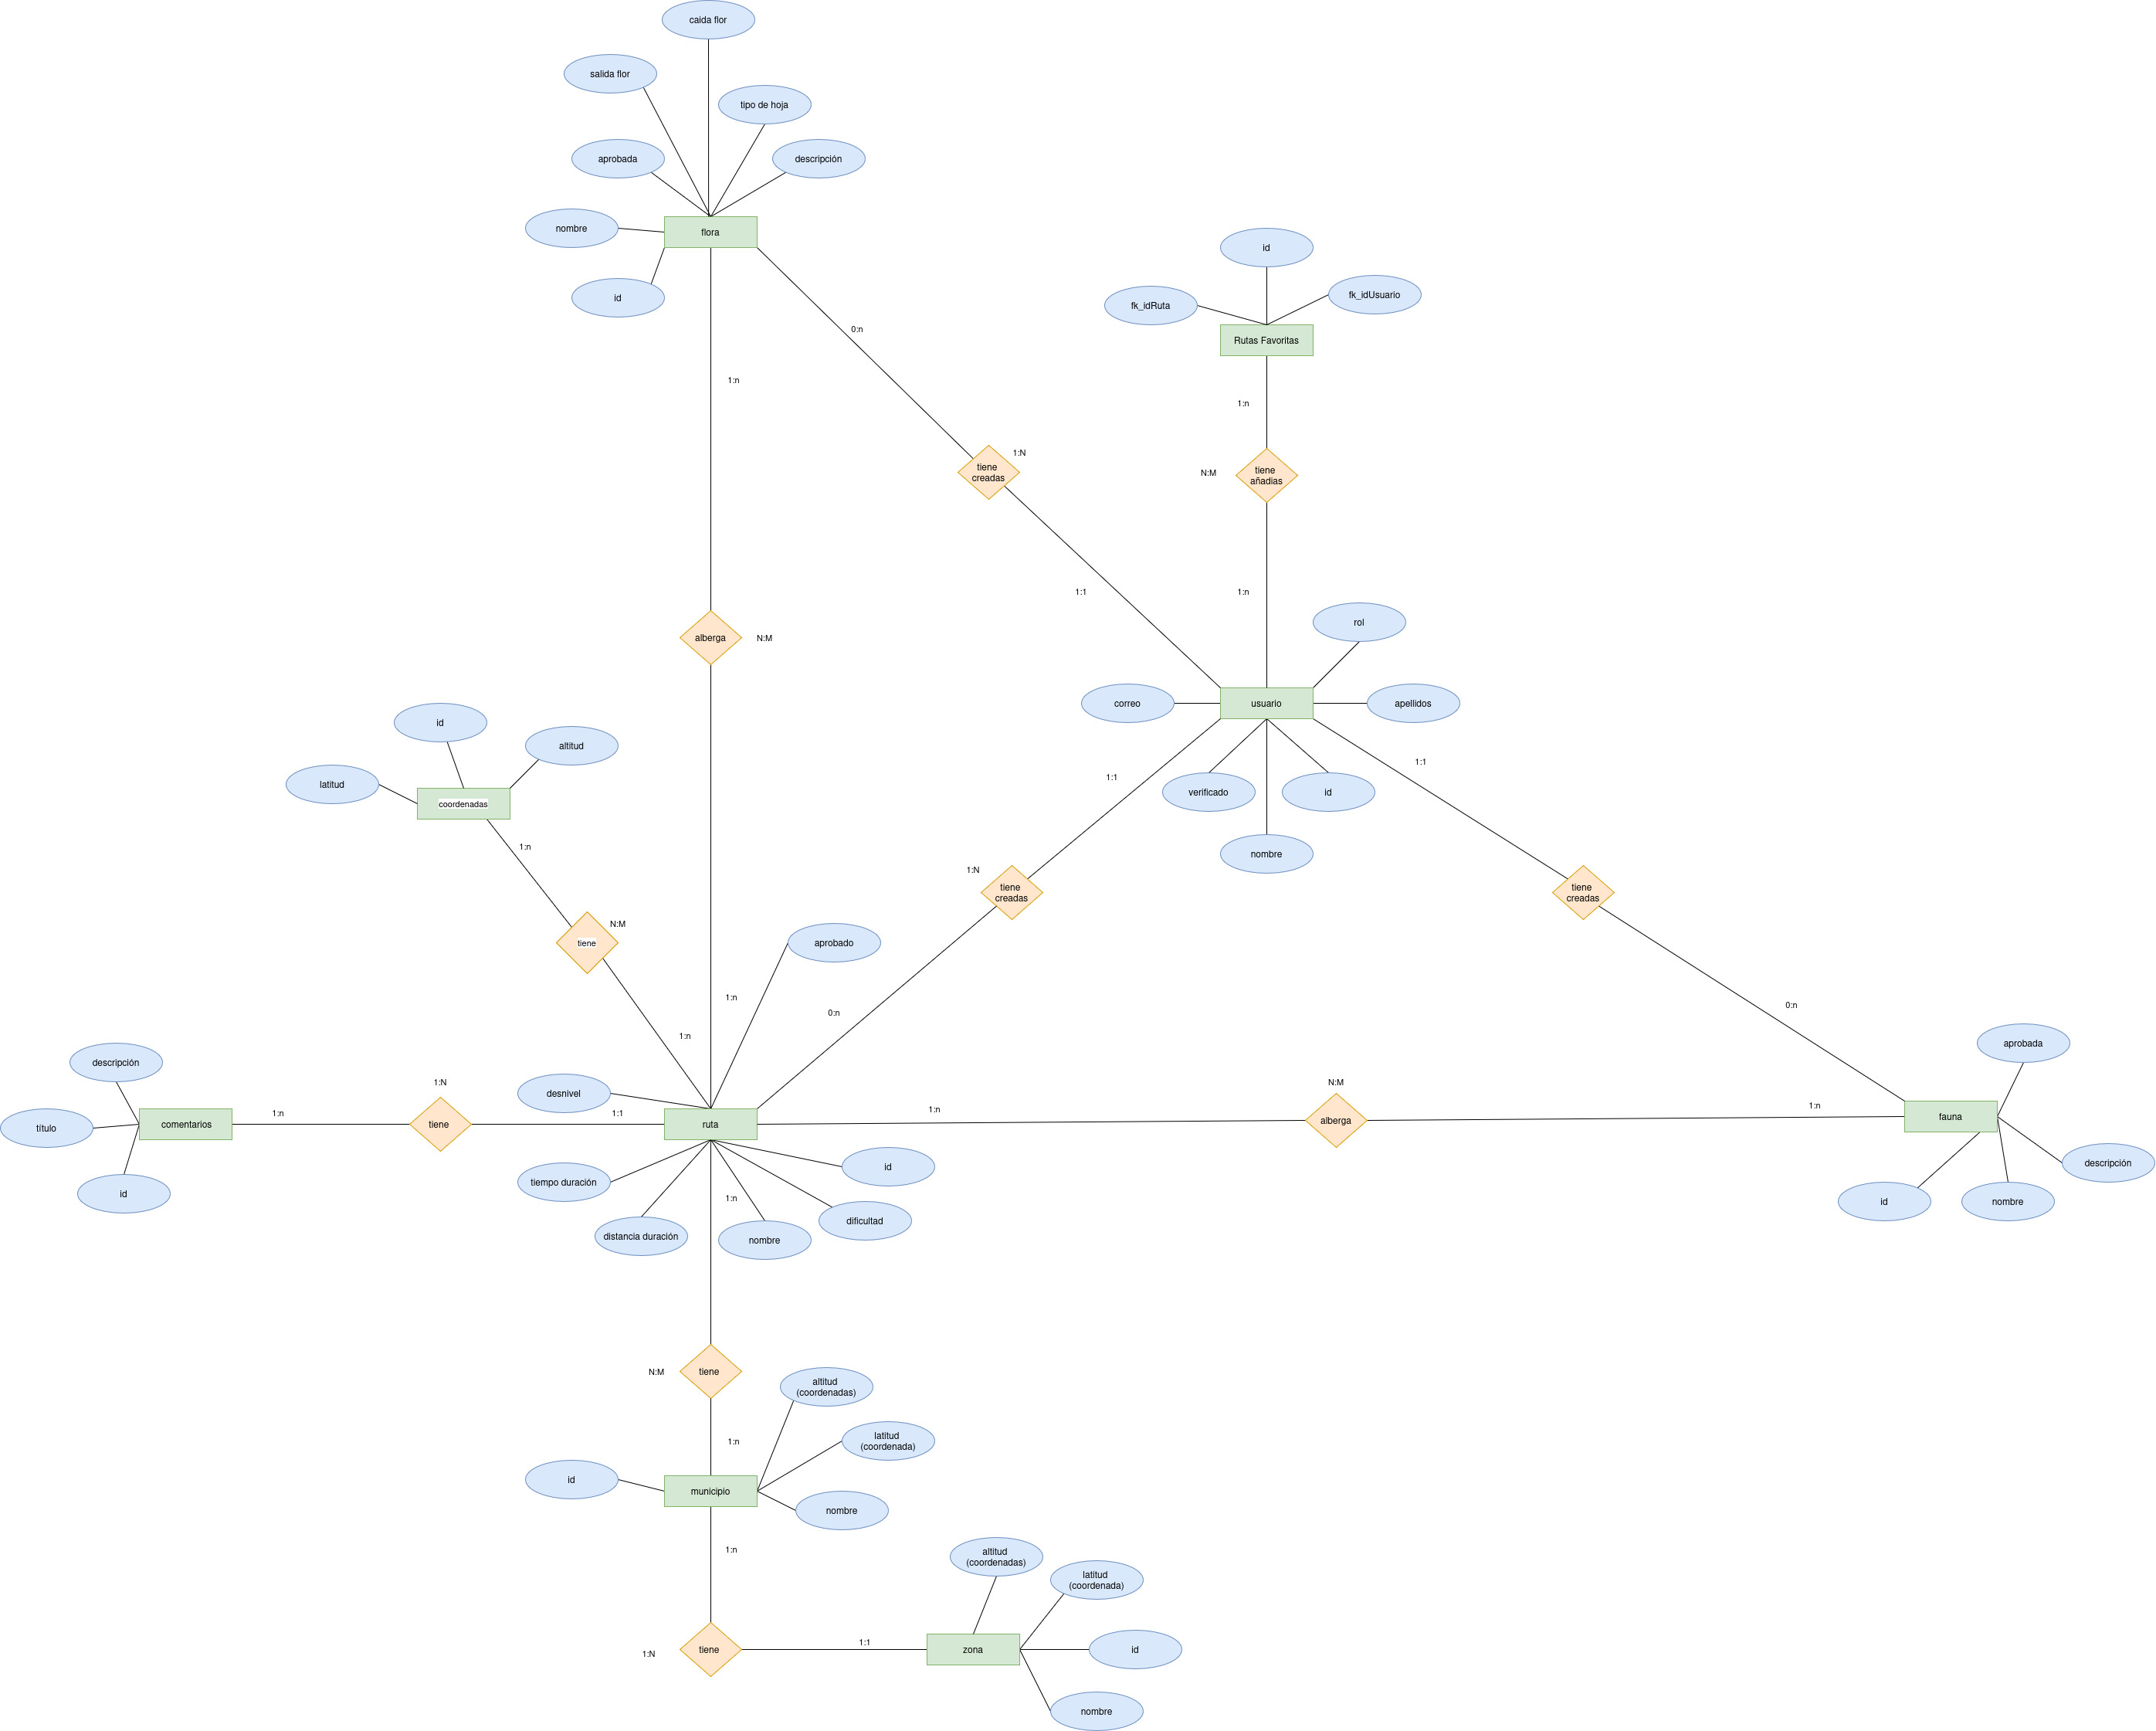 caida flor
salida flor
tipo de hoja
aprobada
descripción
nombre
flora
id
id
fk_idRuta
fk_idUsuario
Rutas Favoritas
0:n
1:n
1:n
1:N
tiene
creadas
N:M
tiene
añadias
1:1
1:n
rol
alberga
N:M
correo
usuario
apellidos
id
altitud
latitud
coordenadas
1:1
1:1
verificado
id
1:n
nombre
1:N
tiene
creadas
tiene
creadas
N:M
tiene
aprobado
1:n
0:n
0:n
1:n
aprobada
descripción
1:N
N:M
desnivel
1:n
1:1
1:n
1:n
título
comentarios
tiene
ruta
alberga
fauna
descripción
id
tiempo duración
id
1:n
id
nombre
dificultad
distancia duración
nombre
N:M
tiene
altitud
(coordenadas)
1:n
latitud
(coordenada)
id
municipio
nombre
1:n
altitud
(coordenadas)
latitud
(coordenada)
1:N
tiene
1:1
zona
id
nombre